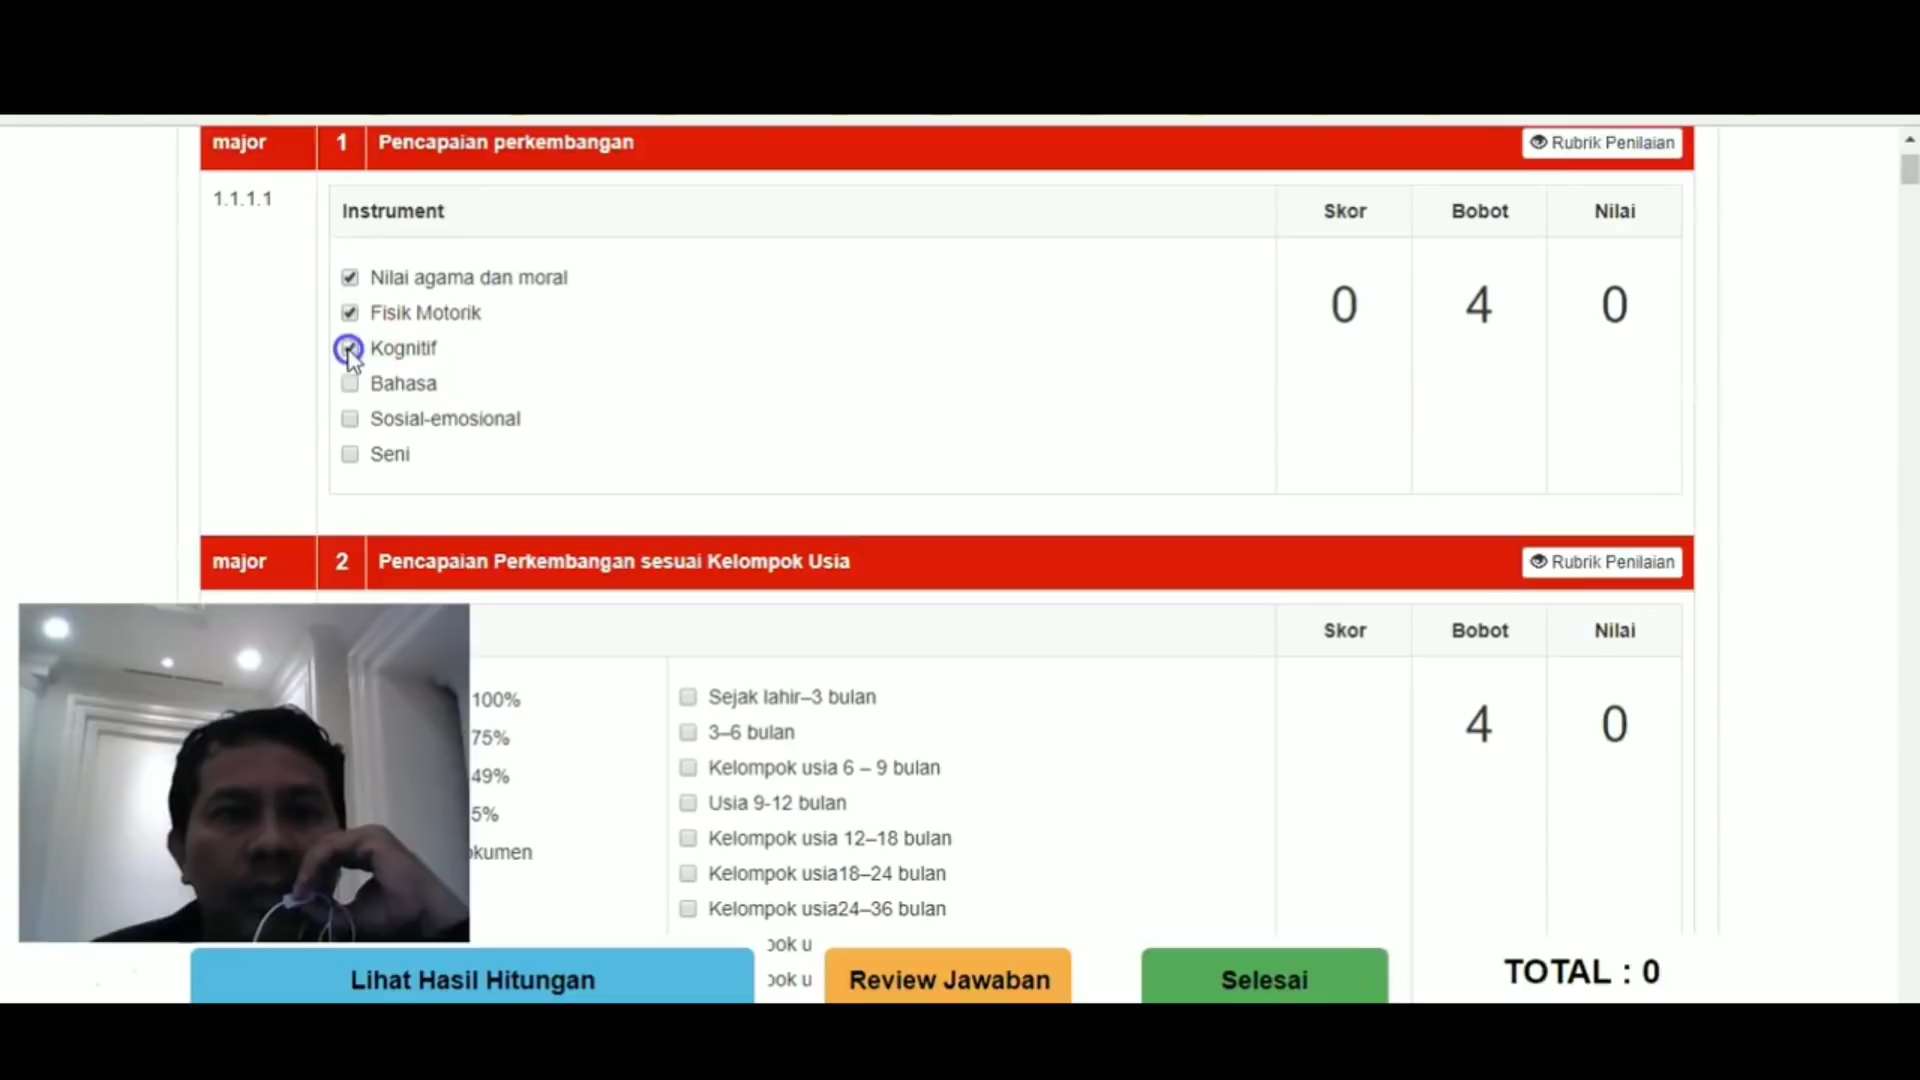 major 1 Pencapaian perkembangan Rubrik Penilaian
1.1.1.1
Instrument Skor Bobot Nilai
Nilai agama dan moral
Fisik Motorik
Kognitif
Bahasa
Sosial-emosional
Seni
0 4 0
major 2 Pencapaian Perkembangan sesuai Kelompok Usia Rubrik Penilaian
Skor Bobot Nilai
100%
75%
49%
5%
okumen
Sejak lahir–3 bulan
3–6 bulan
Kelompok usia 6 – 9 bulan
Usia 9-12 bulan
Kelompok usia 12–18 bulan
Kelompok usia18–24 bulan
Kelompok usia24–36 bulan
ook u
ook u
4 0
Lihat Hasil Hitungan Review Jawaban Selesai TOTAL : 0